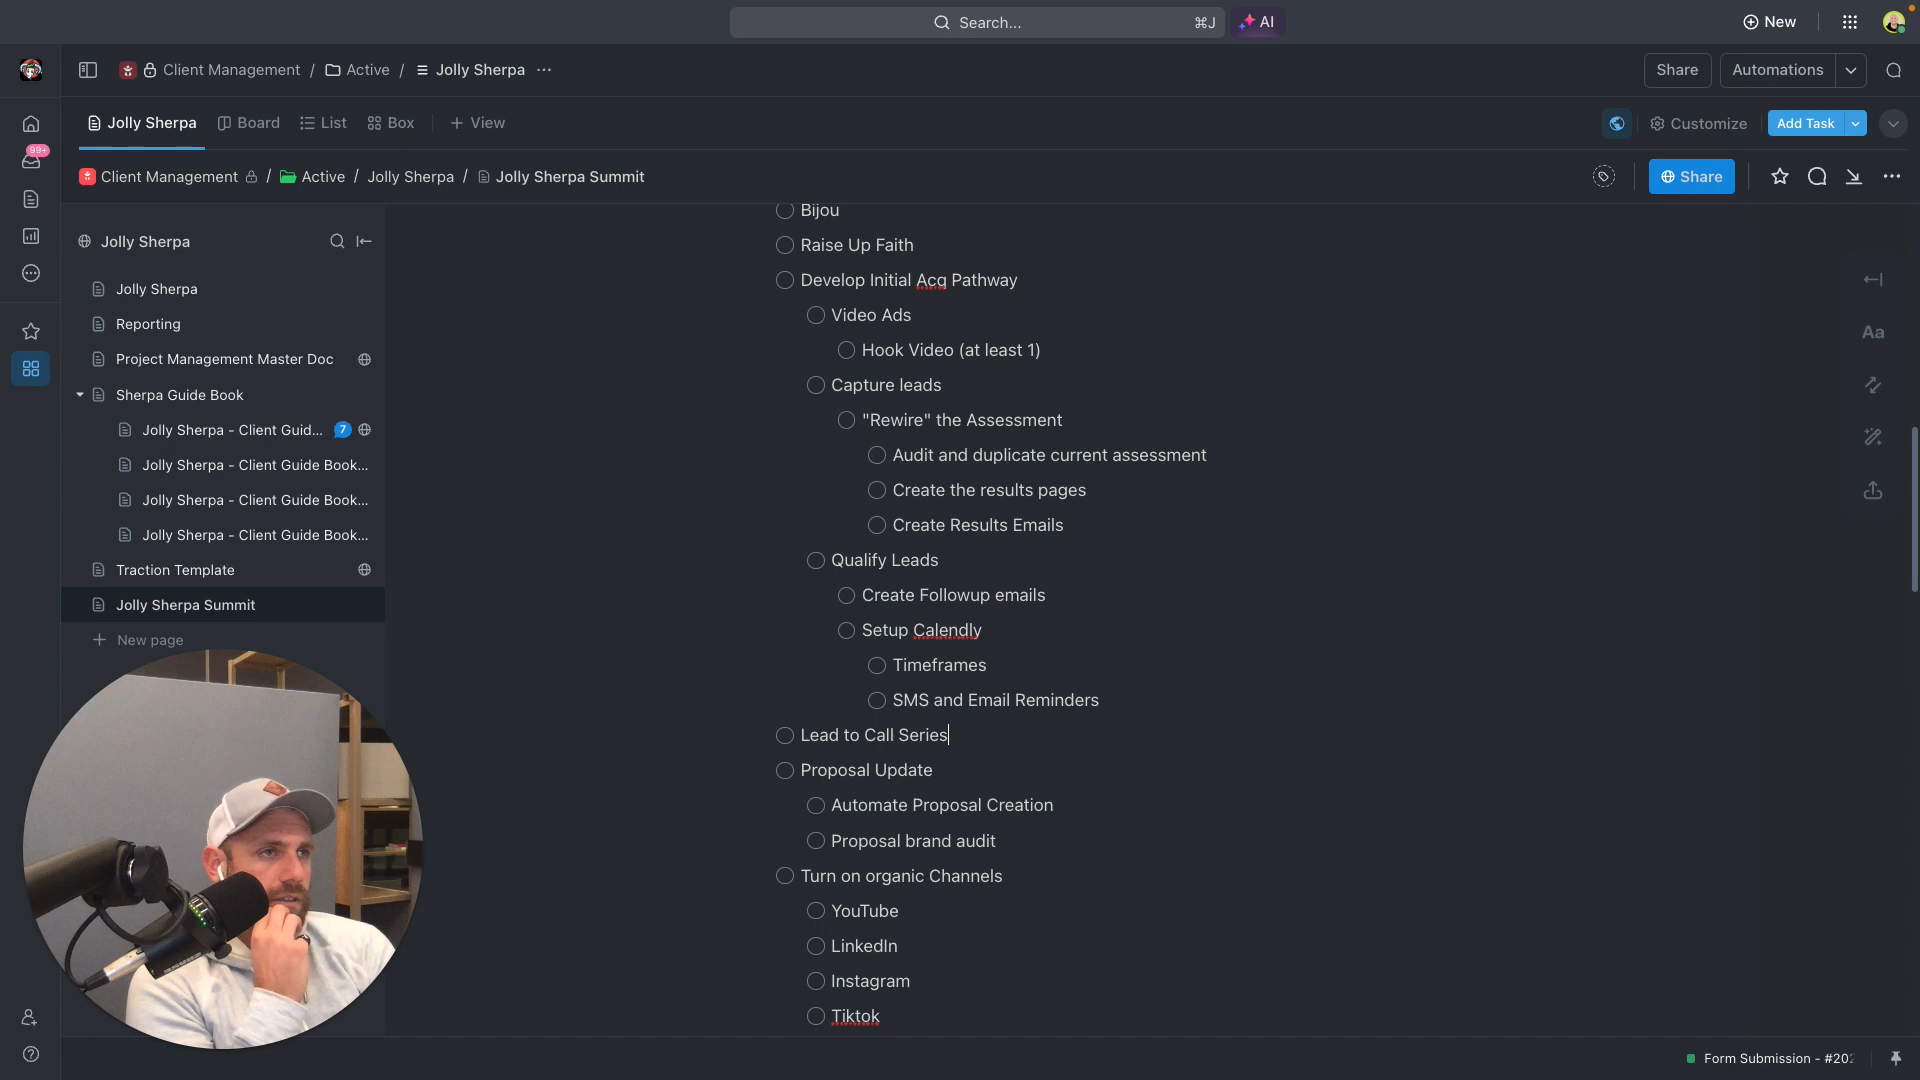 Search...
⌘J
AI
New
Client Management / Active / Jolly Sherpa ...
Share
Automations
99+
Jolly Sherpa
Board
List
Box
+ View
Customize
Add Task
Client Management / Active / Jolly Sherpa / Jolly Sherpa Summit
Share
Jolly Sherpa
Jolly Sherpa
Reporting
Project Management Master Doc
Sherpa Guide Book
Jolly Sherpa - Client Guid... 7
Jolly Sherpa - Client Guide Book...
Jolly Sherpa - Client Guide Book...
Jolly Sherpa - Client Guide Book...
Traction Template
Jolly Sherpa Summit
+ New page
Bijou
Raise Up Faith
Develop Initial Acq Pathway
Video Ads
Hook Video (at least 1)
Capture leads
"Rewire" the Assessment
Audit and duplicate current assessment
Create the results pages
Create Results Emails
Qualify Leads
Create Followup emails
Setup Calendly
Timeframes
SMS and Email Reminders
Lead to Call Series
Proposal Update
Automate Proposal Creation
Proposal brand audit
Turn on organic Channels
YouTube
LinkedIn
Instagram
Tiktok
Aa
Form Submission - #202